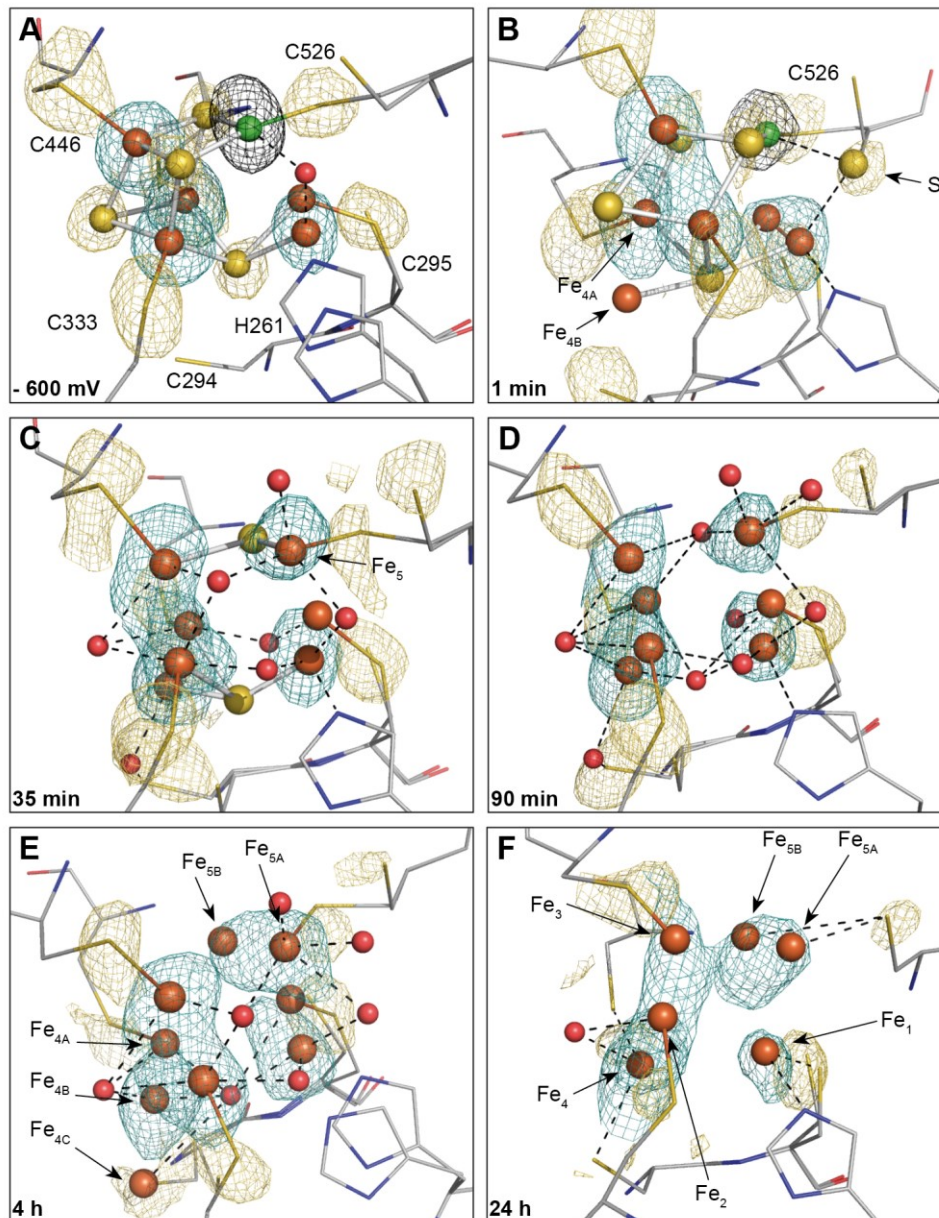 A
C526
C446
C333
H261
C295
C294
- 600 mV
B
C526
S
Fe4A
Fe4B
1 min
C
Fe5
35 min
D
90 min
E
Fe5B
Fe5A
Fe4A
Fe4B
Fe4C
4 h
F
Fe5B
Fe5A
Fe3
Fe1
Fe4
Fe2
24 h